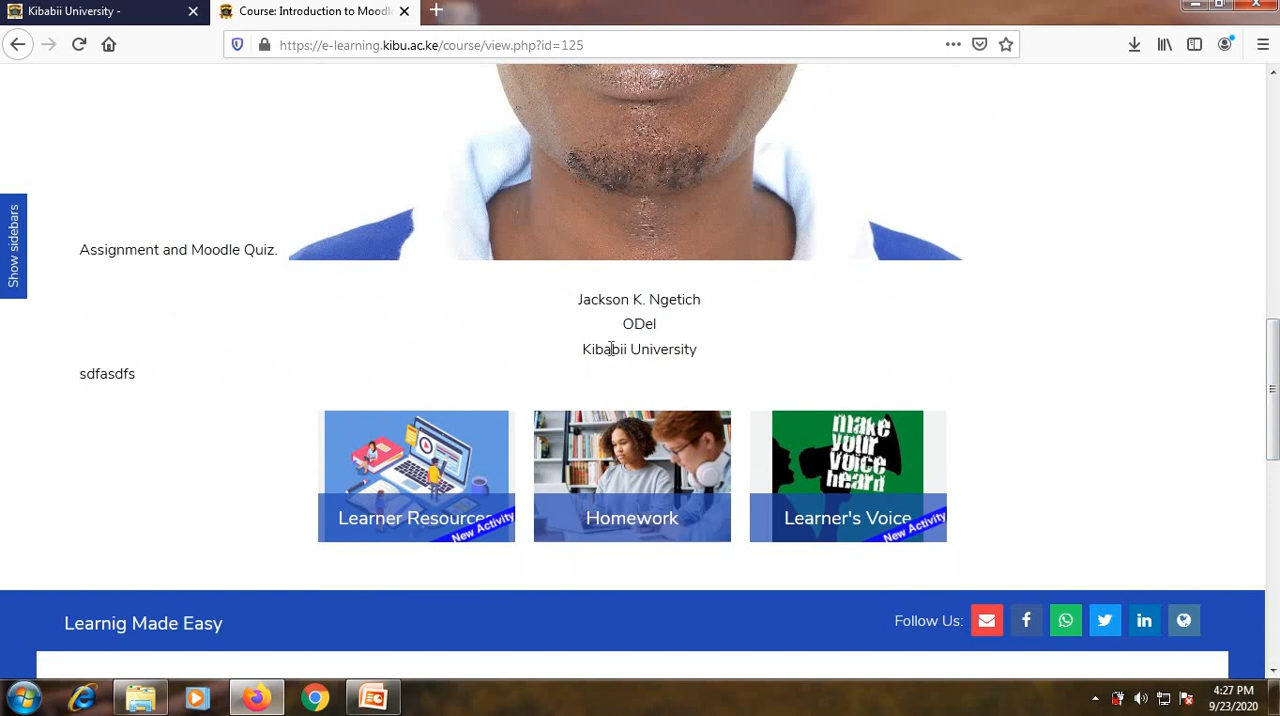 Kibabii University -
Course: Introduction to Moodl
https://e-learning.kibu.ac.ke/course/view.php?id=125
Show sidebars
Assignment and Moodle Quiz.
Jackson K. Ngetich
ODel
Kibabii University
sdfasdfs
make
your
voice
heard
Learner Resources
New Activity
Homework
Learner's Voice
New Activity
Learnig Made Easy
Follow Us:
4:27 PM
9/23/2020